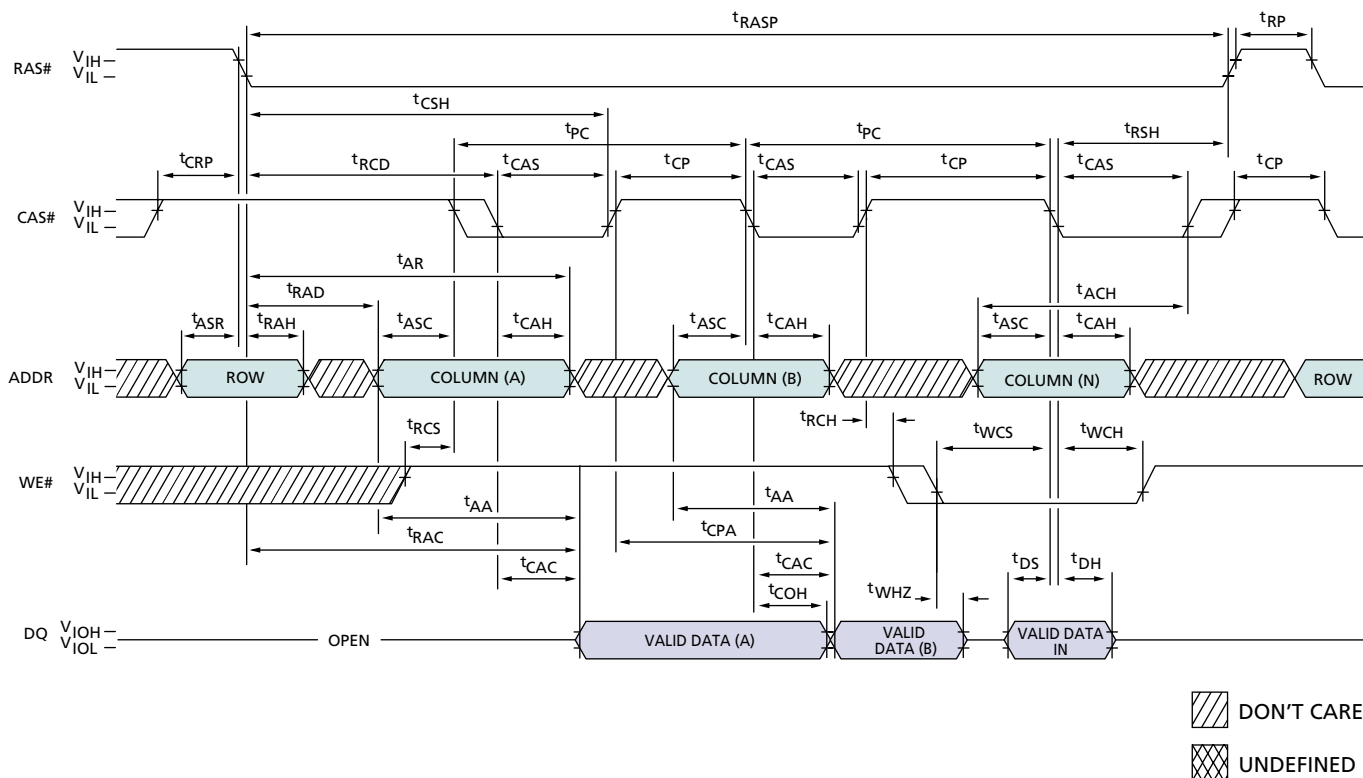 tRASP tRP
RAS# VIH
VIL
tCSH
tPC tPC tRSH
tCRP tRCD tCAS tCP tCAS tCP tCAS tCP
CAS# VIH
VIL
tAR
tRAD tACH
tASR tRAH tASC tCAH tASC tCAH tASC tCAH
ADDR VIH
VIL
ROW COLUMN (A) COLUMN (B) COLUMN (N) ROW
tRCH
tRCS tWCS tWCH
WE# VIH
VIL
tAA tAA
tRAC tCPA
tCAC tCAC tDS tDH
tCOH tWHZ
DQ VIOH
VIOL
OPEN VALID DATA (A) VALID DATA (B) VALID DATA IN
DON'T CARE
UNDEFINED